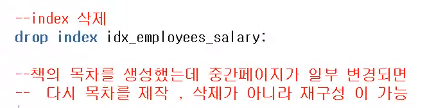 --index 삭제
drop index idx_employees_salary;
--책의 목차를 생성했는데 중간페이지가 일부 변경되면
-- 다시 목차를 제작 , 삭제가 아니라 재구성 이 가능